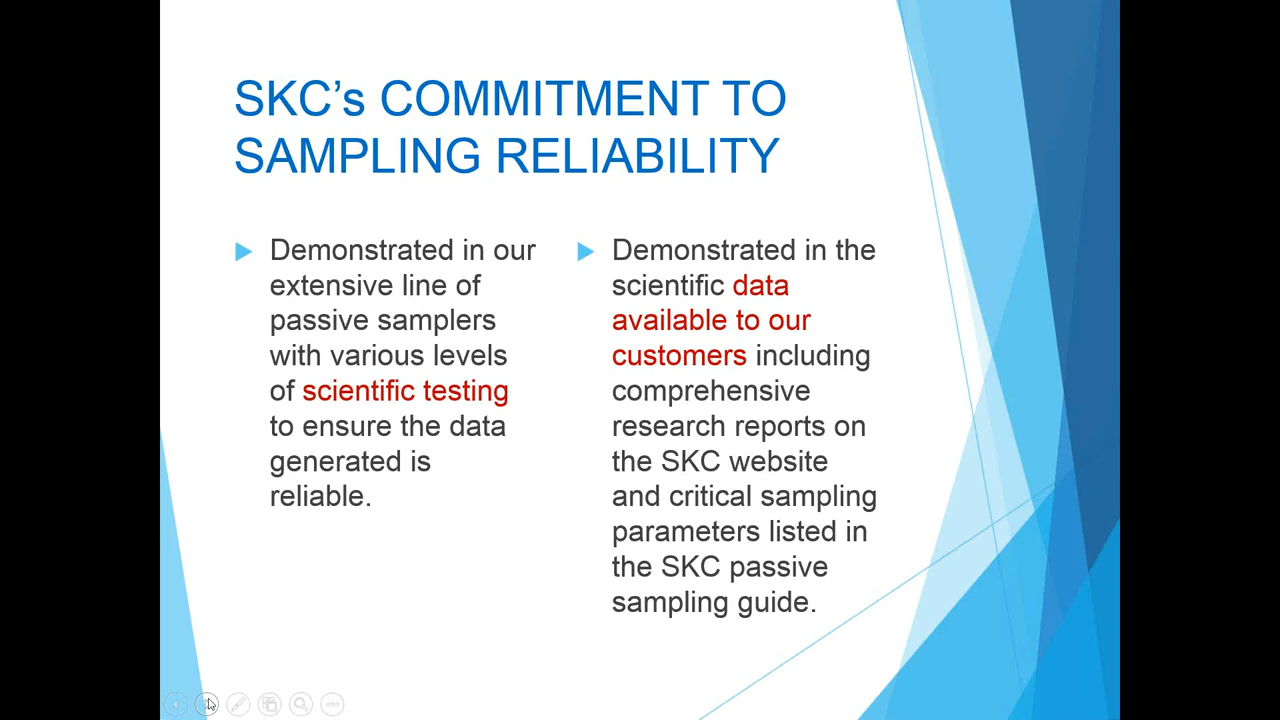 SKC’s COMMITMENT TO
SAMPLING RELIABILITY
Demonstrated in our
extensive line of
passive samplers
with various levels
of scientific testing
to ensure the data
generated is
reliable.
Demonstrated in the
scientific data
available to our
customers including
comprehensive
research reports on
the SKC website
and critical sampling
parameters listed in
the SKC passive
sampling guide.